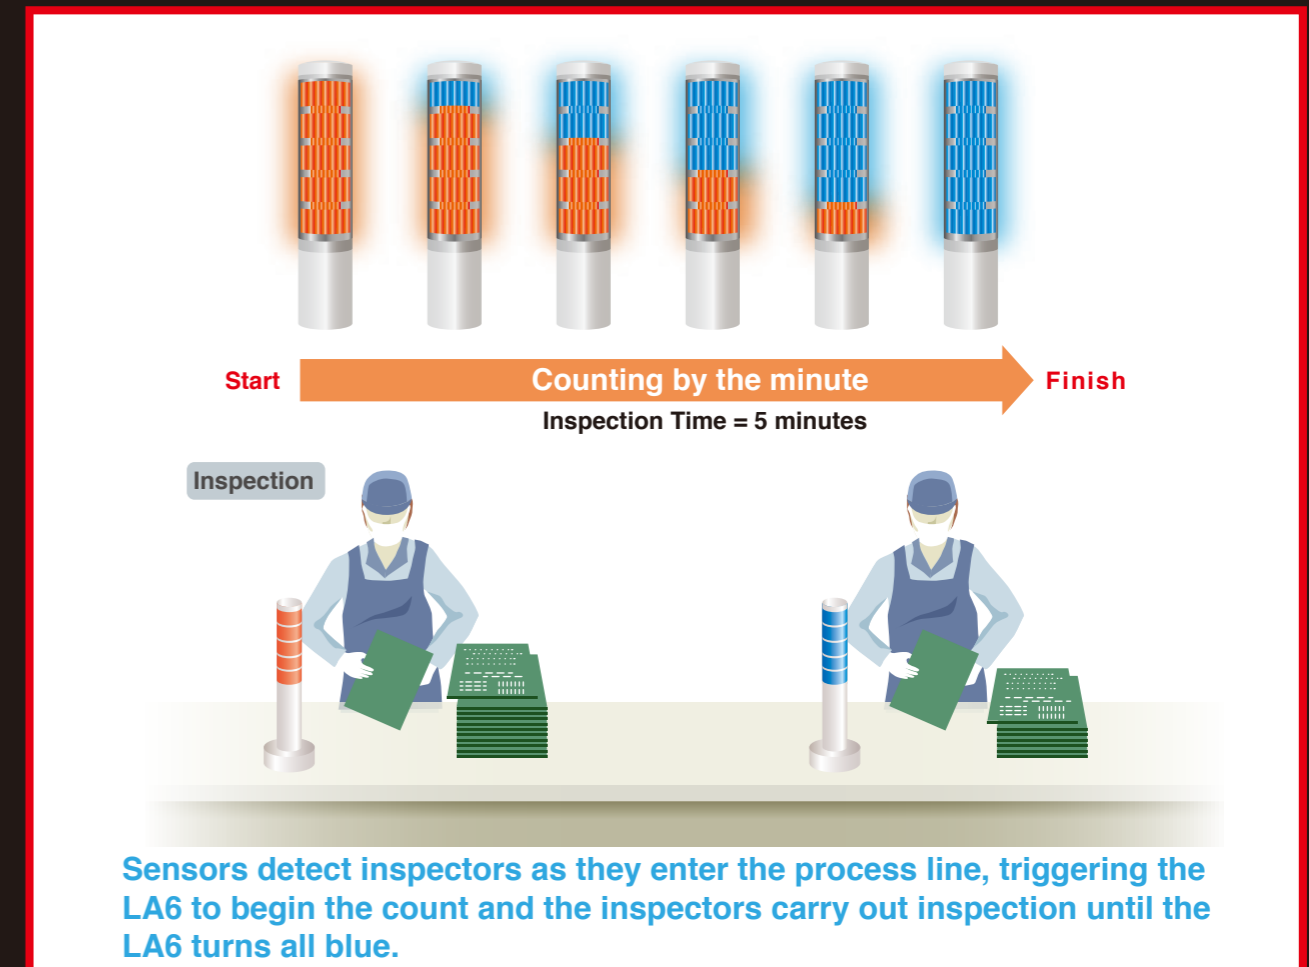 Start
Counting by the minute
Finish
Inspection Time = 5 minutes
Inspection
Sensors detect inspectors as they enter the process line, triggering the
LA6 to begin the count and the inspectors carry out inspection until the
LA6 turns all blue.